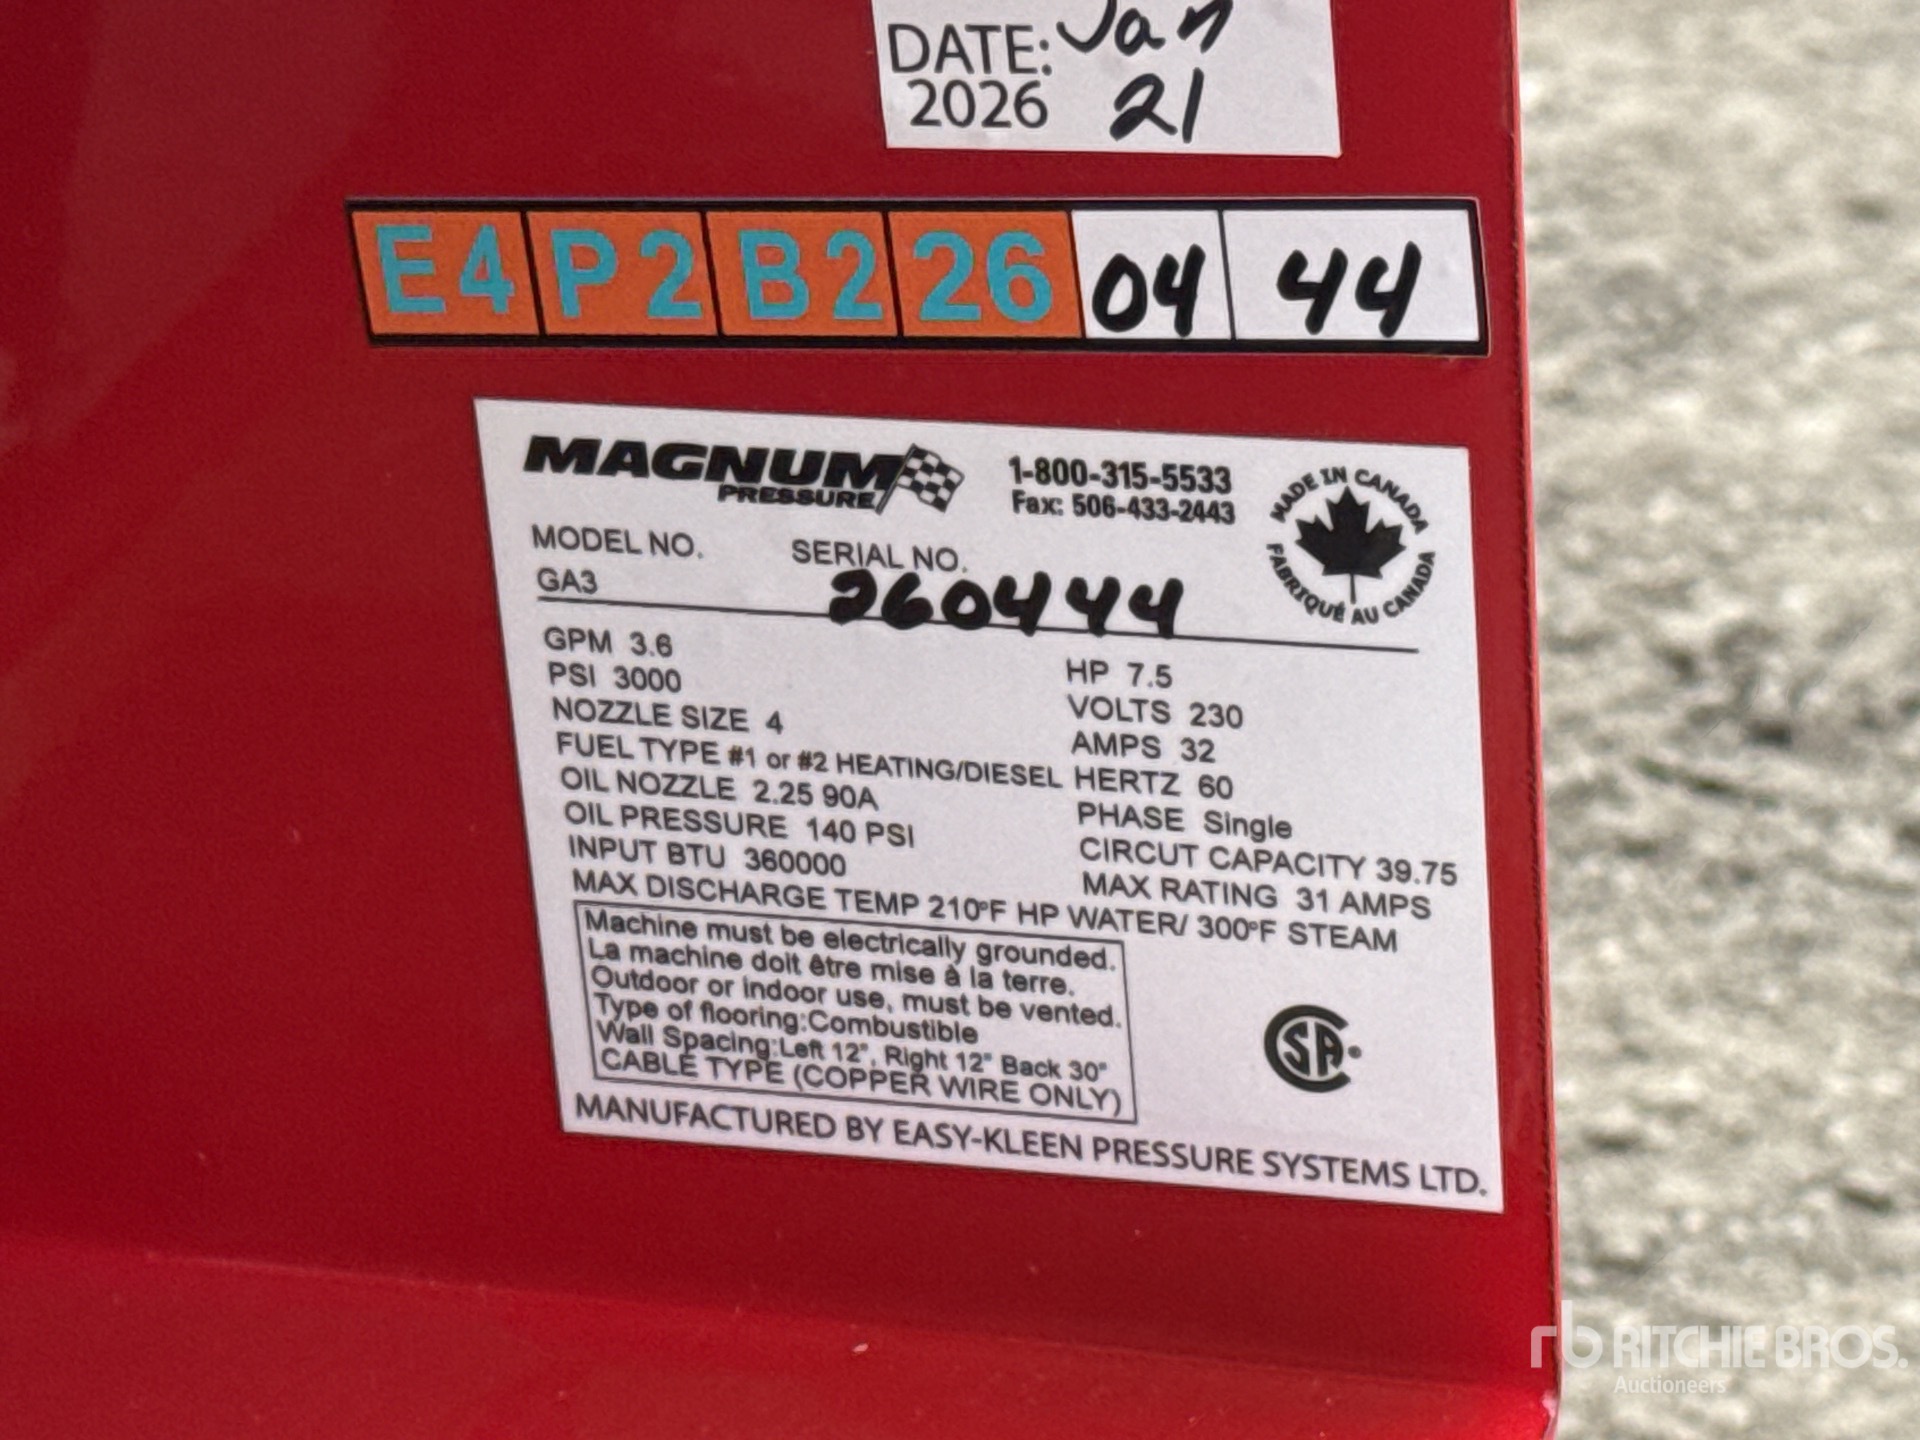 DATE: Jan
2026 21
E4 P2 B2 26 04 44
MAGNUM
PRESSURE
1-800-315-5533
Fax: 506-433-2443
MADE IN CANADA
FABRIQUÉ AU CANADA
MODEL NO. SERIAL NO.
GA3 260444
GPM 3.6
PSI 3000
NOZZLE SIZE 4
FUEL TYPE #1 or #2 HEATING/DIESEL
OIL NOZZLE 2.25 90A
OIL PRESSURE 140 PSI
INPUT BTU 360000
HP 7.5
VOLTS 230
AMPS 32
HERTZ 60
PHASE Single
CIRCUT CAPACITY 39.75
MAX RATING 31 AMPS
MAX DISCHARGE TEMP 210°F HP WATER/ 300°F STEAM
Machine must be electrically grounded.
La machine doit être mise à la terre.
Outdoor or indoor use, must be vented.
Type of flooring:Combustible
Wall Spacing:Left 12", Right 12" Back 30"
CABLE TYPE (COPPER WIRE ONLY)
CSA
MANUFACTURED BY EASY-KLEEN PRESSURE SYSTEMS LTD.
rb RITCHIE BROS.
Auctioneers